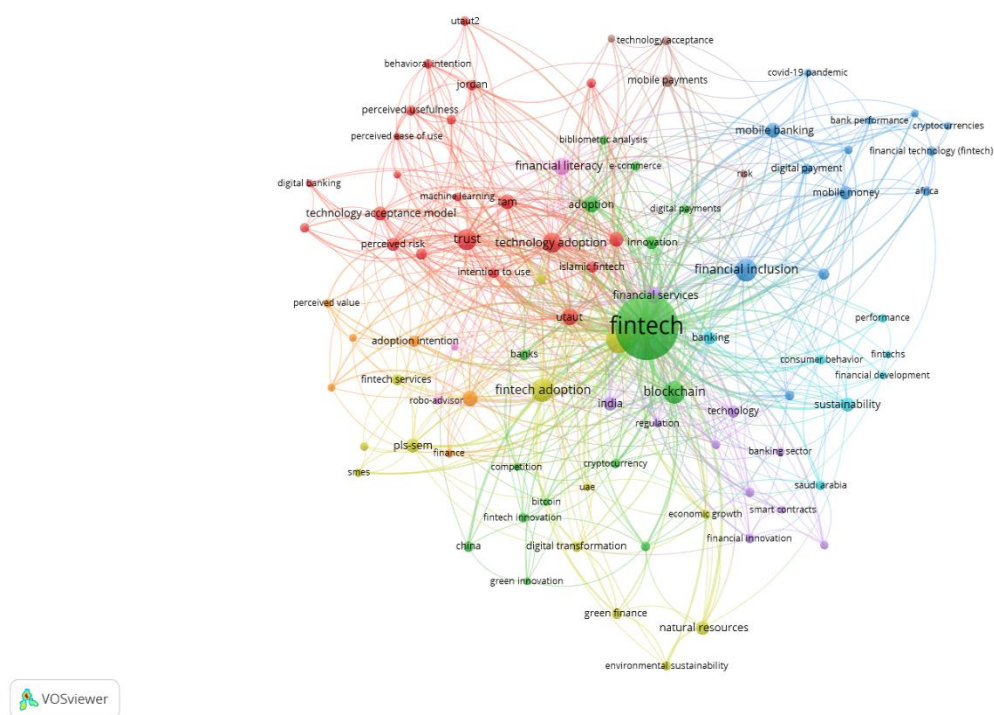 utaut2
technology acceptance
behavioral intention
covid-19 pandemic
jordan
mobile payments
perceived usefulness
bank performance
cryptocurrencies
mobile banking
perceived ease of use
bibliometric analysis
financial technology (fintech)
financial literacy
e-commerce
digital payment
risk
digital banking
machine learning
mobile money
africa
tam
adoption
digital payments
technology acceptance model
trust
technology adoption
innovation
perceived risk
intention to use
islamic fintech
financial inclusion
financial services
perceived value
utaut
fintech
performance
adoption intention
banks
banking
consumer behavior
fintechs
financial development
fintech services
fintech adoption
blockchain
robo-advisor
india
technology
sustainability
regulation
pls-sem
finance
banking sector
smes
competition
cryptocurrency
uae
saudi arabia
bitcoin
smart contracts
fintech innovation
economic growth
china
digital transformation
financial innovation
green innovation
green finance
natural resources
environmental sustainability
VOSviewer